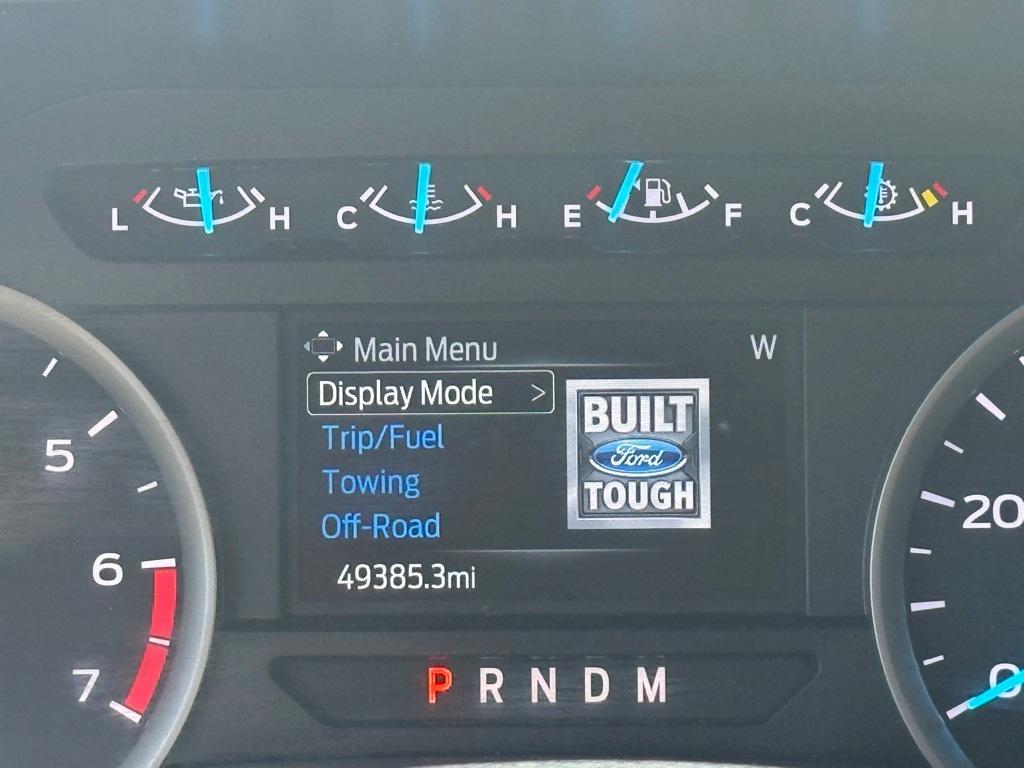 L H C H E F C H
Main Menu W
Display Mode >
Trip/Fuel
Towing
Off-Road
BUILT
Ford
TOUGH
49385.3mi
5
6
7
20
0
P R N D M